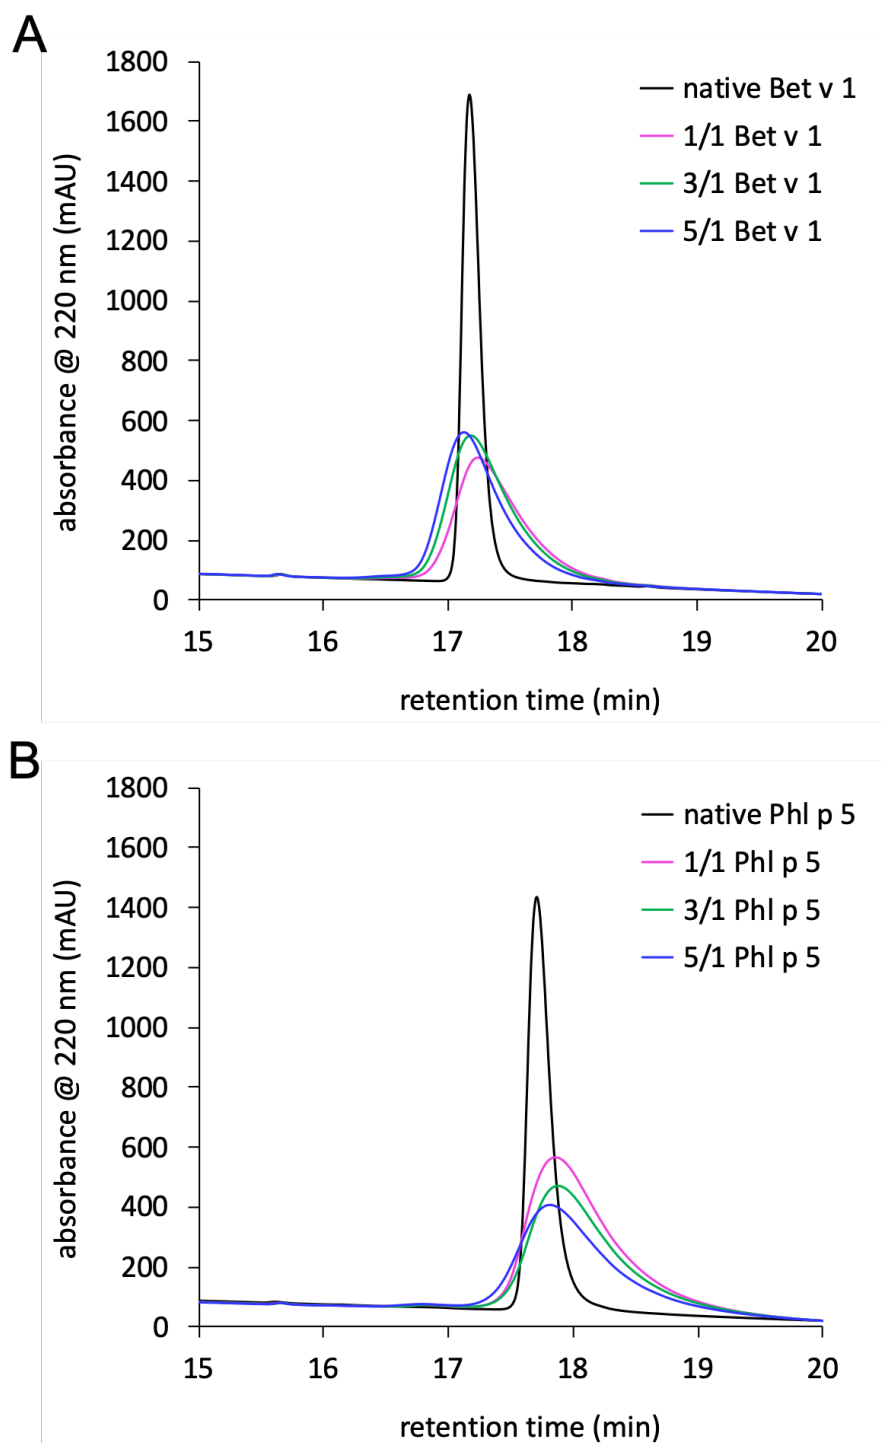 A
1800
1600
1400
1200
1000
800
600
400
200
0
absorbance @ 220 nm (mAU)
native Bet v 1
1/1 Bet v 1
3/1 Bet v 1
5/1 Bet v 1
15 16 17 18 19 20
retention time (min)
B
1800
1600
1400
1200
1000
800
600
400
200
0
absorbance @ 220 nm (mAU)
native Phl p 5
1/1 Phl p 5
3/1 Phl p 5
5/1 Phl p 5
15 16 17 18 19 20
retention time (min)